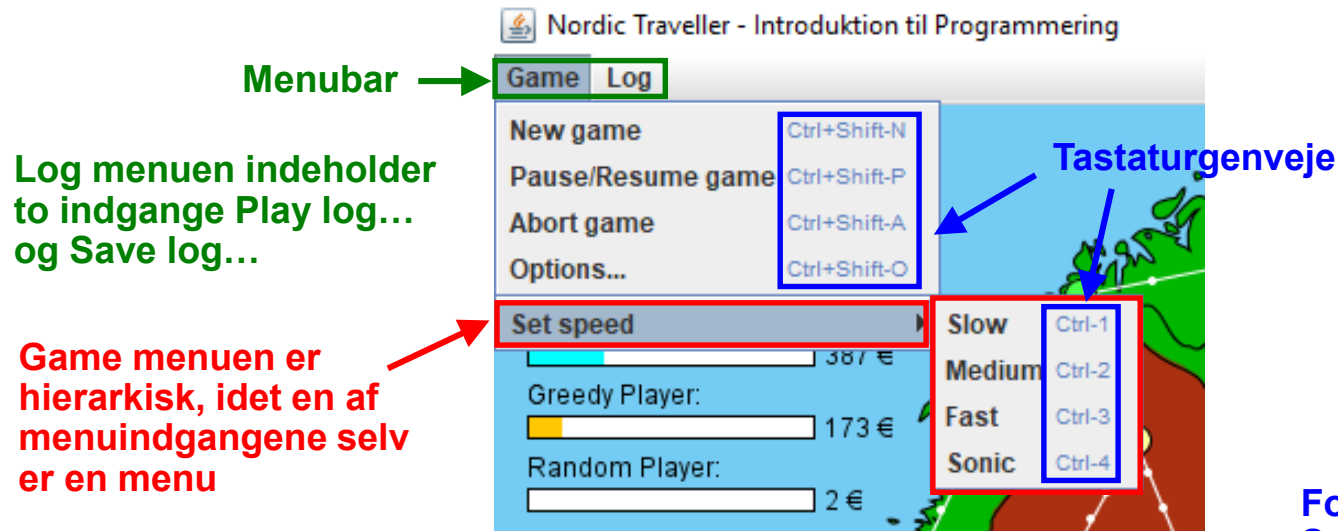 Nordic Traveller - Introduktion til Programmering
Menubar
Game Log
New game Ctrl+Shift-N
Pause/Resume game Ctrl+Shift-P
Abort game Ctrl+Shift-A
Options... Ctrl+Shift-O
Set speed
Tastaturgenveje
Log menuen indeholder
to indgange Play log…
og Save log…
Slow Ctrl-1
Medium Ctrl-2
Fast Ctrl-3
Sonic Ctrl-4
Game menuen er
hierarkisk, idet en af
menuindgangene selv
er en menu
387 €
Greedy Player:
173 €
Random Player:
2 €